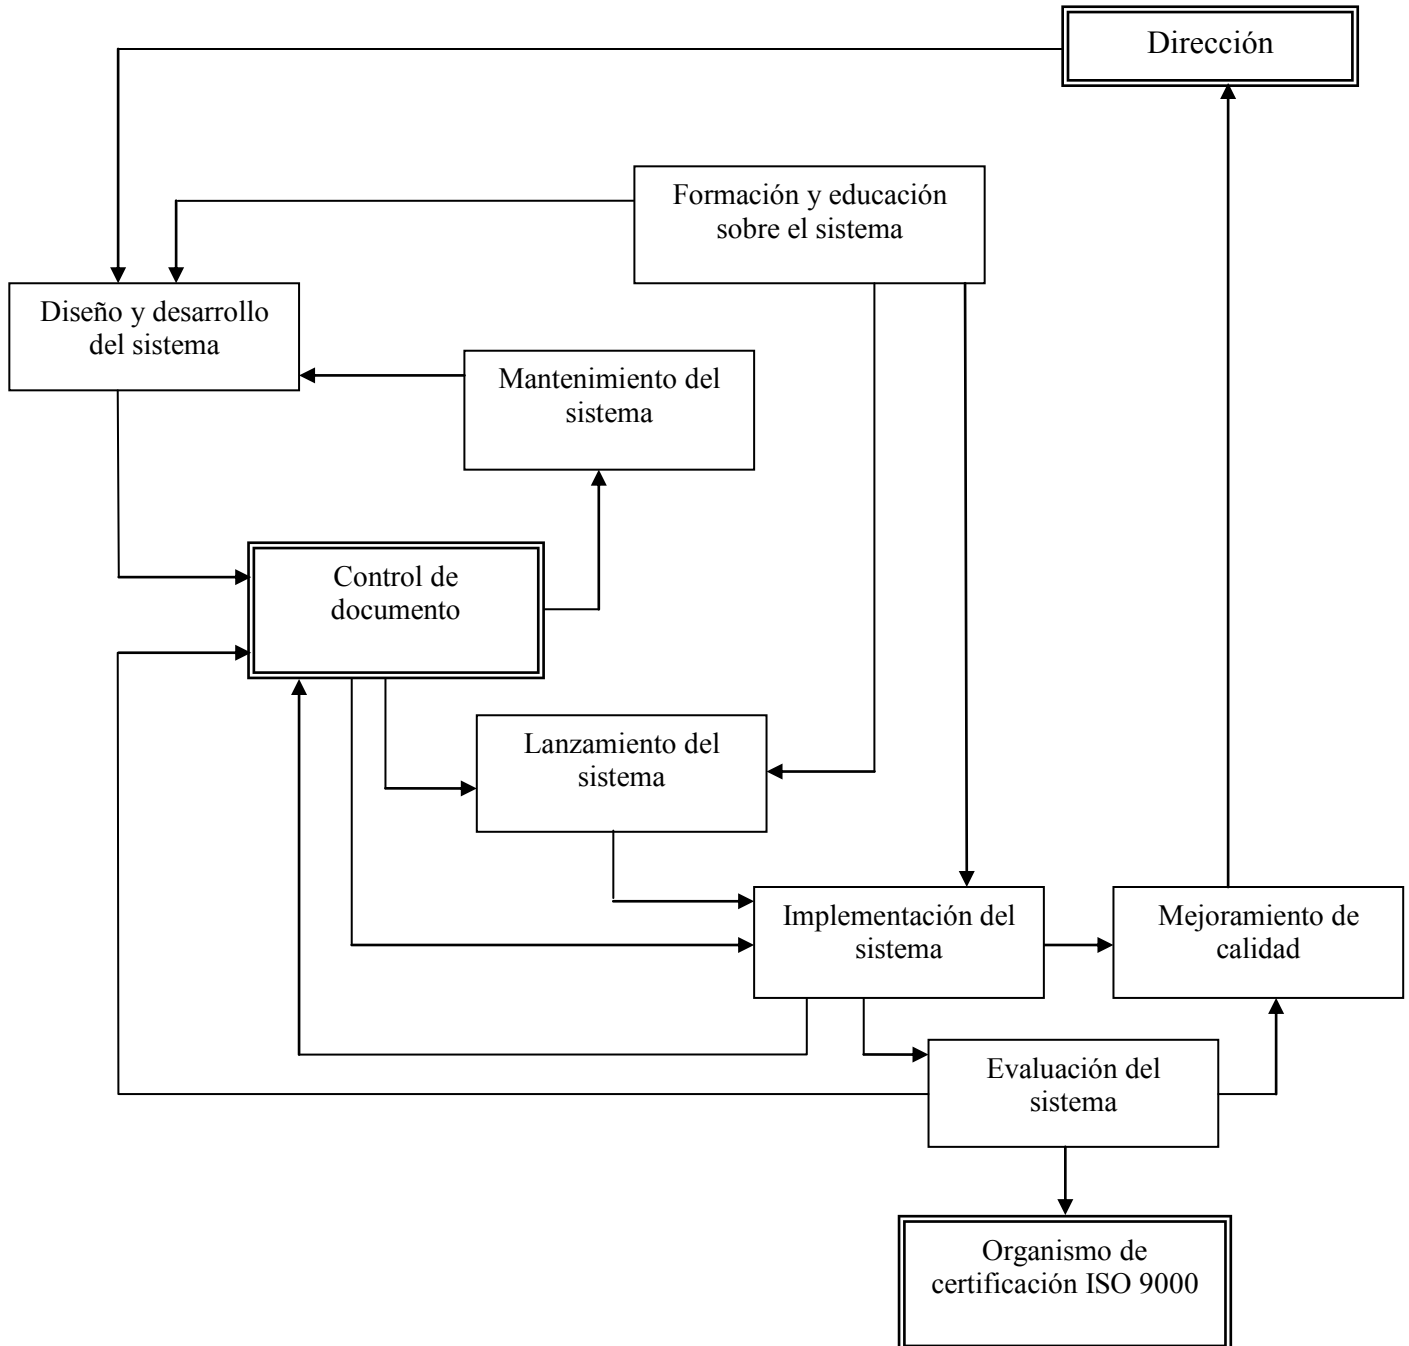 Dirección
Formación y educación
sobre el sistema
Diseño y desarrollo
del sistema
Mantenimiento del
sistema
Control de
documento
Lanzamiento del
sistema
Implementación del
sistema
Mejoramiento de
calidad
Evaluación del
sistema
Organismo de
certificación ISO 9000